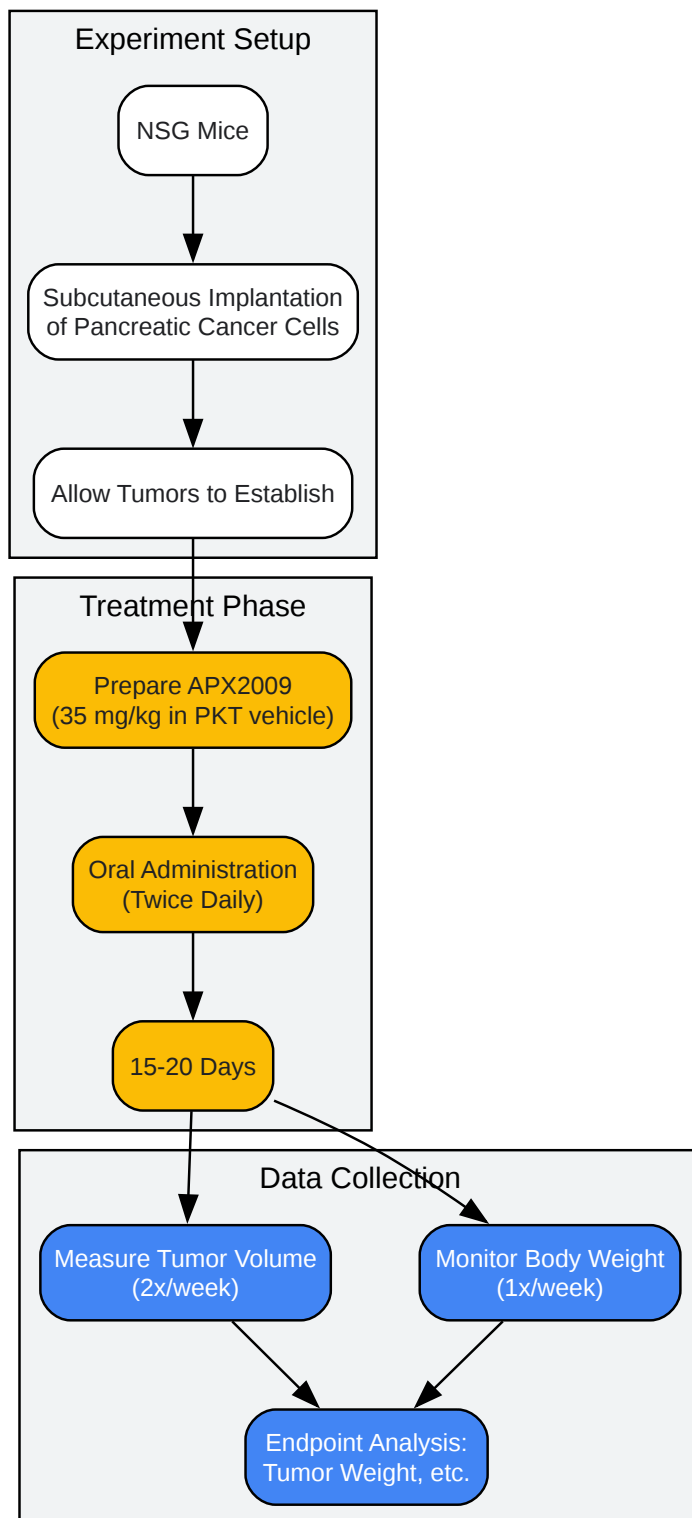 Experiment Setup
NSG Mice
Subcutaneous Implantation
of Pancreatic Cancer Cells
Allow Tumors to Establish
Treatment Phase
Prepare APX2009
(35 mg/kg in PKT vehicle)
Oral Administration
(Twice Daily)
15-20 Days
Data Collection
Measure Tumor Volume
(2x/week)
Monitor Body Weight
(1x/week)
Endpoint Analysis:
Tumor Weight, etc.